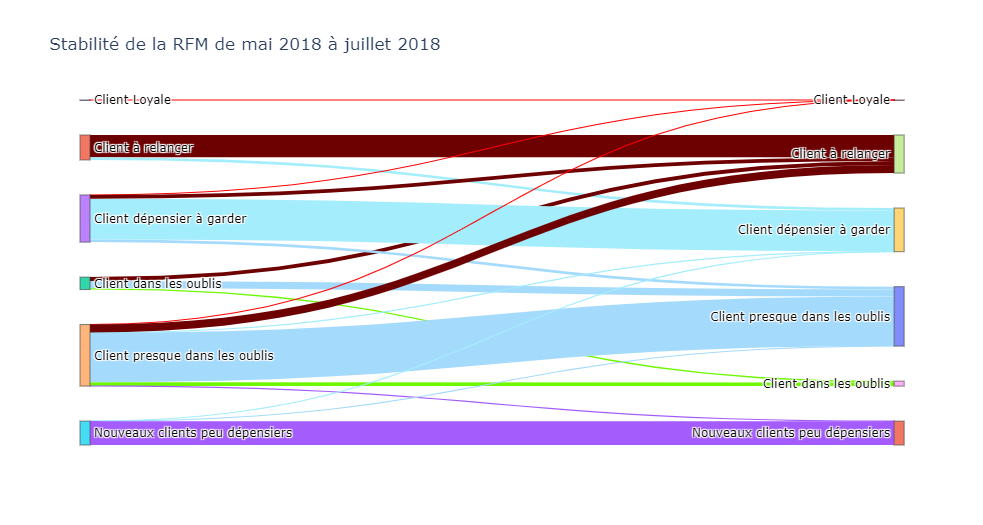 Stabilité de la RFM de mai 2018 à juillet 2018
Client Loyale
Client Loyale
Client à relancer
Client à relancer
Client dépensier à garder
Client dépensier à garder
Client dans les oublis
Client presque dans les oublis
Client presque dans les oublis
Client dans les oublis
Nouveaux clients peu dépensiers
Nouveaux clients peu dépensiers